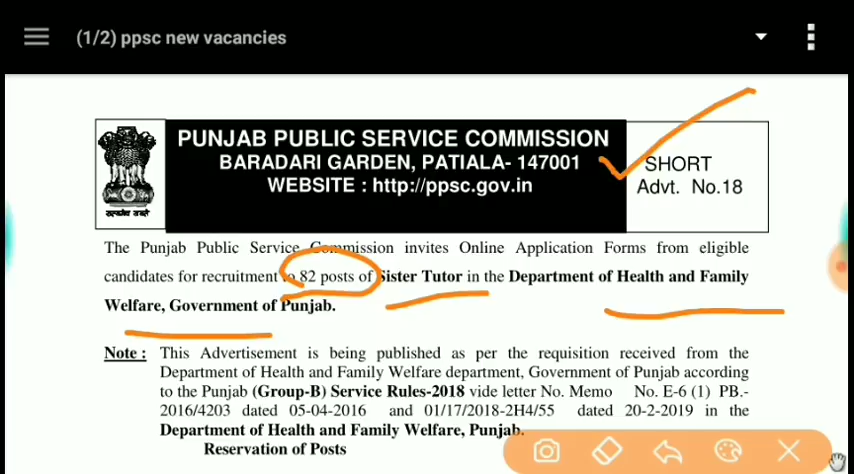 (1/2) ppsc new vacancies
PUNJAB PUBLIC SERVICE COMMISSION
BARADARI GARDEN, PATIALA- 147001
WEBSITE : http://ppsc.gov.in
SHORT
Advt. No.18
सत्यमेव जयते
The Punjab Public Service Commission invites Online Application Forms from eligible
candidates for recruitment to 82 posts of Sister Tutor in the Department of Health and Family
Welfare, Government of Punjab.
Note : This Advertisement is being published as per the requisition received from the
Department of Health and Family Welfare department, Government of Punjab according
to the Punjab (Group-B) Service Rules-2018 vide letter No. Memo No. E-6 (1) PB.-
2016/4203 dated 05-04-2016 and 01/17/2018-2H4/55 dated 20-2-2019 in the
Department of Health and Family Welfare, Punjab.
Reservation of Posts